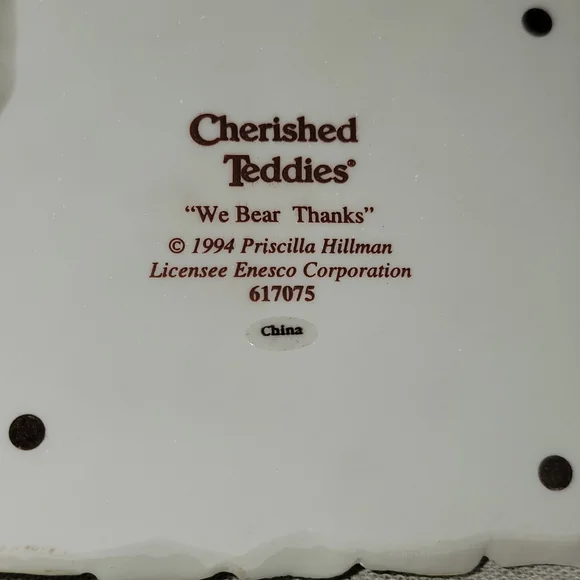 Cherished
Teddies®
“We Bear Thanks”
© 1994 Priscilla Hillman
Licensee Enesco Corporation
617075
China